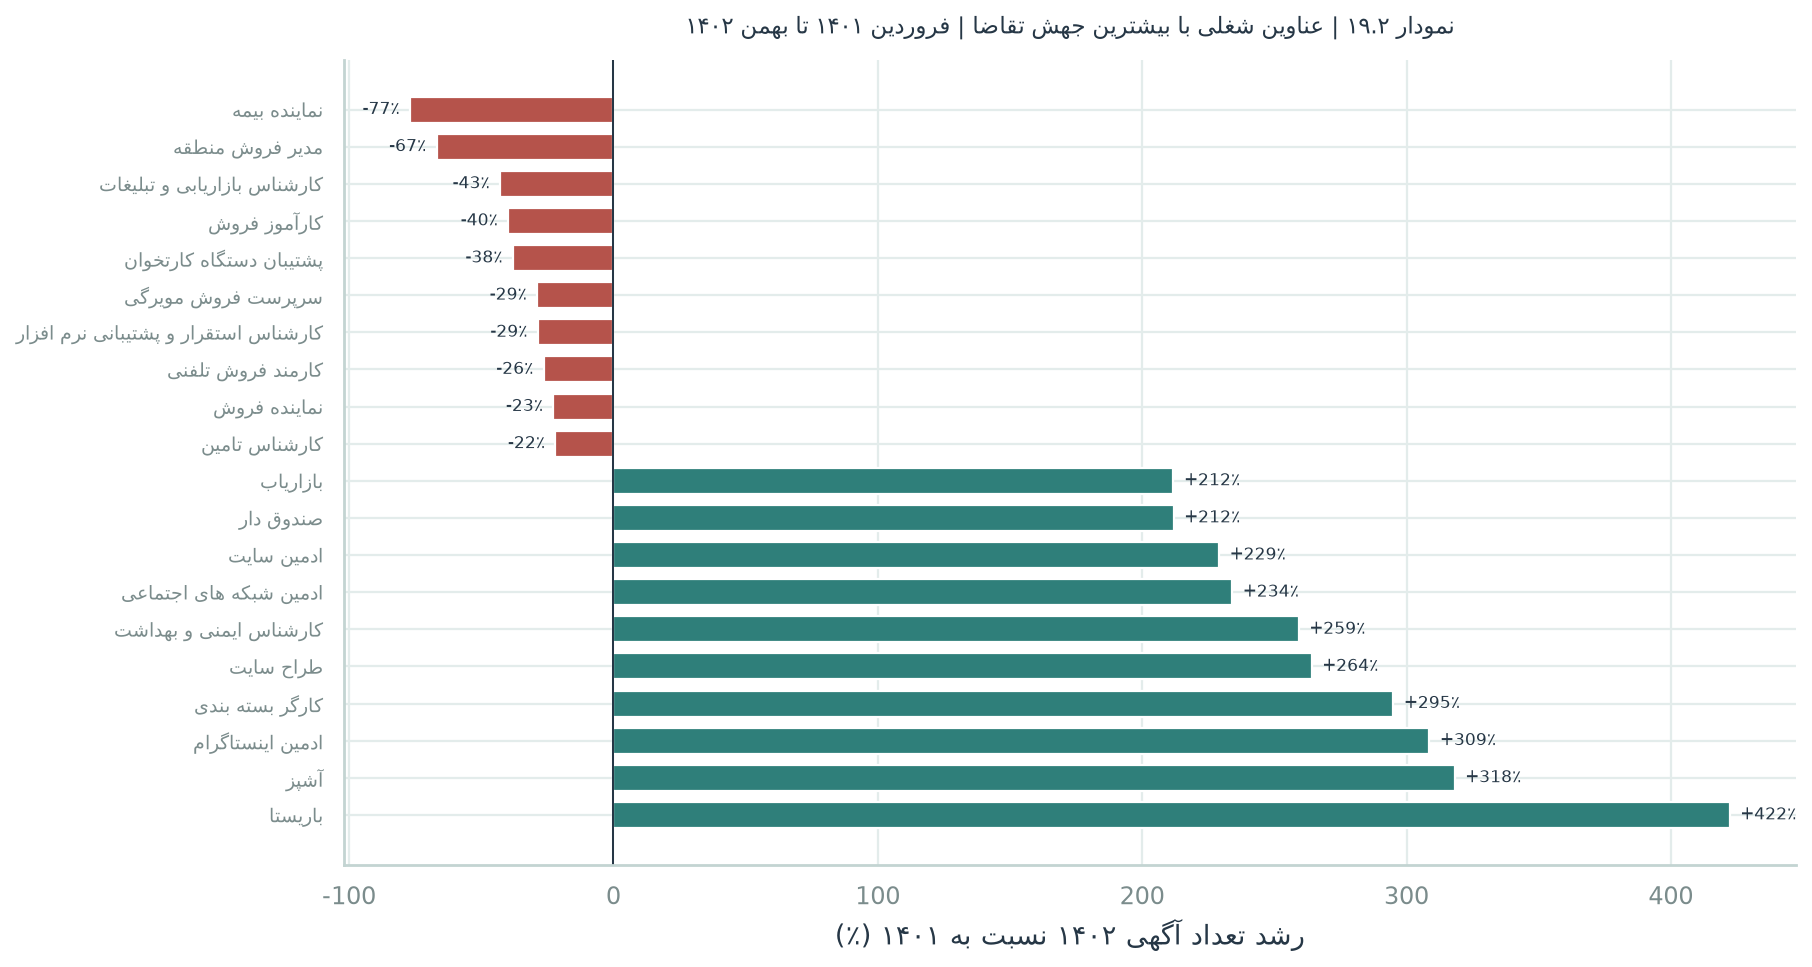 نمودار ۱۹.۲ | عناوین شغلی با بیشترین جهش تقاضا | فروردین ۱۴۰۱ تا بهمن ۱۴۰۲
نماینده بیمه -77٪
مدیر فروش منطقه -67٪
کارشناس بازاریابی و تبلیغات -43٪
کارآموز فروش -40٪
پشتیبان دستگاه کارتخوان -38٪
سرپرست فروش مویرگی -29٪
کارشناس استقرار و پشتیبانی نرم افزار -29٪
کارمند فروش تلفنی -26٪
نماینده فروش -23٪
کارشناس تامین -22٪
بازاریاب +212٪
صندوق دار +212٪
ادمین سایت +229٪
ادمین شبکه های اجتماعی +234٪
کارشناس ایمنی و بهداشت +259٪
طراح سایت +264٪
کارگر بسته بندی +295٪
ادمین اینستاگرام +309٪
آشپز +318٪
باریستا +422٪
-100 0 100 200 300 400
رشد تعداد آگهی ۱۴۰۲ نسبت به ۱۴۰۱ (٪)